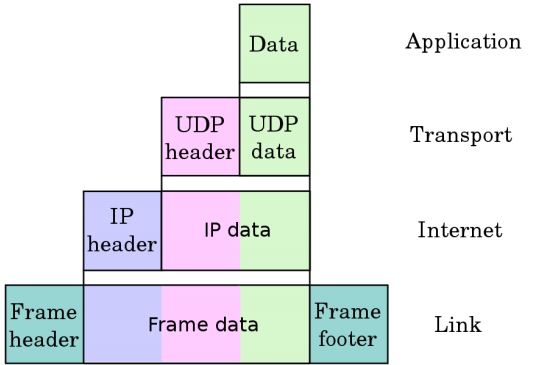 Data
Application
UDP header
UDP data
Transport
IP header
IP data
Internet
Frame header
Frame data
Frame footer
Link